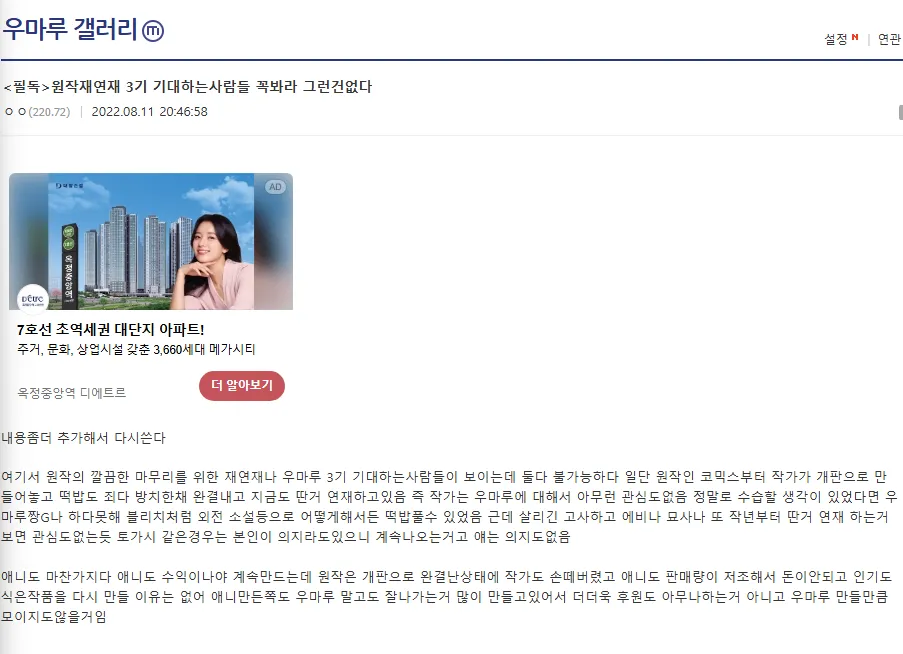 우마루 갤러리 ⓜ
설정 N | 연관
<필독>원작재연재 3기 기대하는사람들 꼭봐라 그런건없다
ㅇㅇ(220.72) | 2022.08.11 20:46:58
AD
옥정중앙역
Détre
7호선 초역세권 대단지 아파트!
주거, 문화, 상업시설 갖춘 3,660세대 메가시티
옥정중앙역 디에트르
더 알아보기
내용좀더 추가해서 다시쓴다
여기서 원작의 깔끔한 마무리를 위한 재연재나 우마루 3기 기대하는사람들이 보이는데 둘다 불가능하다 일단 원작인 코믹스부터 작가가 개판으로 만
들어놓고 떡밥도 죄다 방치한채 완결내고 지금도 딴거 연재하고있음 즉 작가는 우마루에 대해서 아무런 관심도없음 정말로 수습할 생각이 있었다면 우
마루짱G나 하다못해 블리치처럼 외전 소설등으로 어떻게해서든 떡밥풀수 있었음 근데 살리긴 고사하고 에비나 묘사나 또 작년부터 딴거 연재 하는거
보면 관심도없는듯 토가시 같은경우는 본인이 의지라도있으니 계속나오는거고 얘는 의지도없음
애니도 마찬가지다 애니도 수익이나야 계속만드는데 원작은 개판으로 완결난상태에 작가도 손떼버렸고 애니도 판매량이 저조해서 돈이안되고 인기도
식은작품을 다시 만들 이유는 없어 애니만든쪽도 우마루 말고도 잘나가는거 많이 만들고있어서 더더욱 후원도 아무나하는거 아니고 우마루 만들만큼
모이지도않을거임